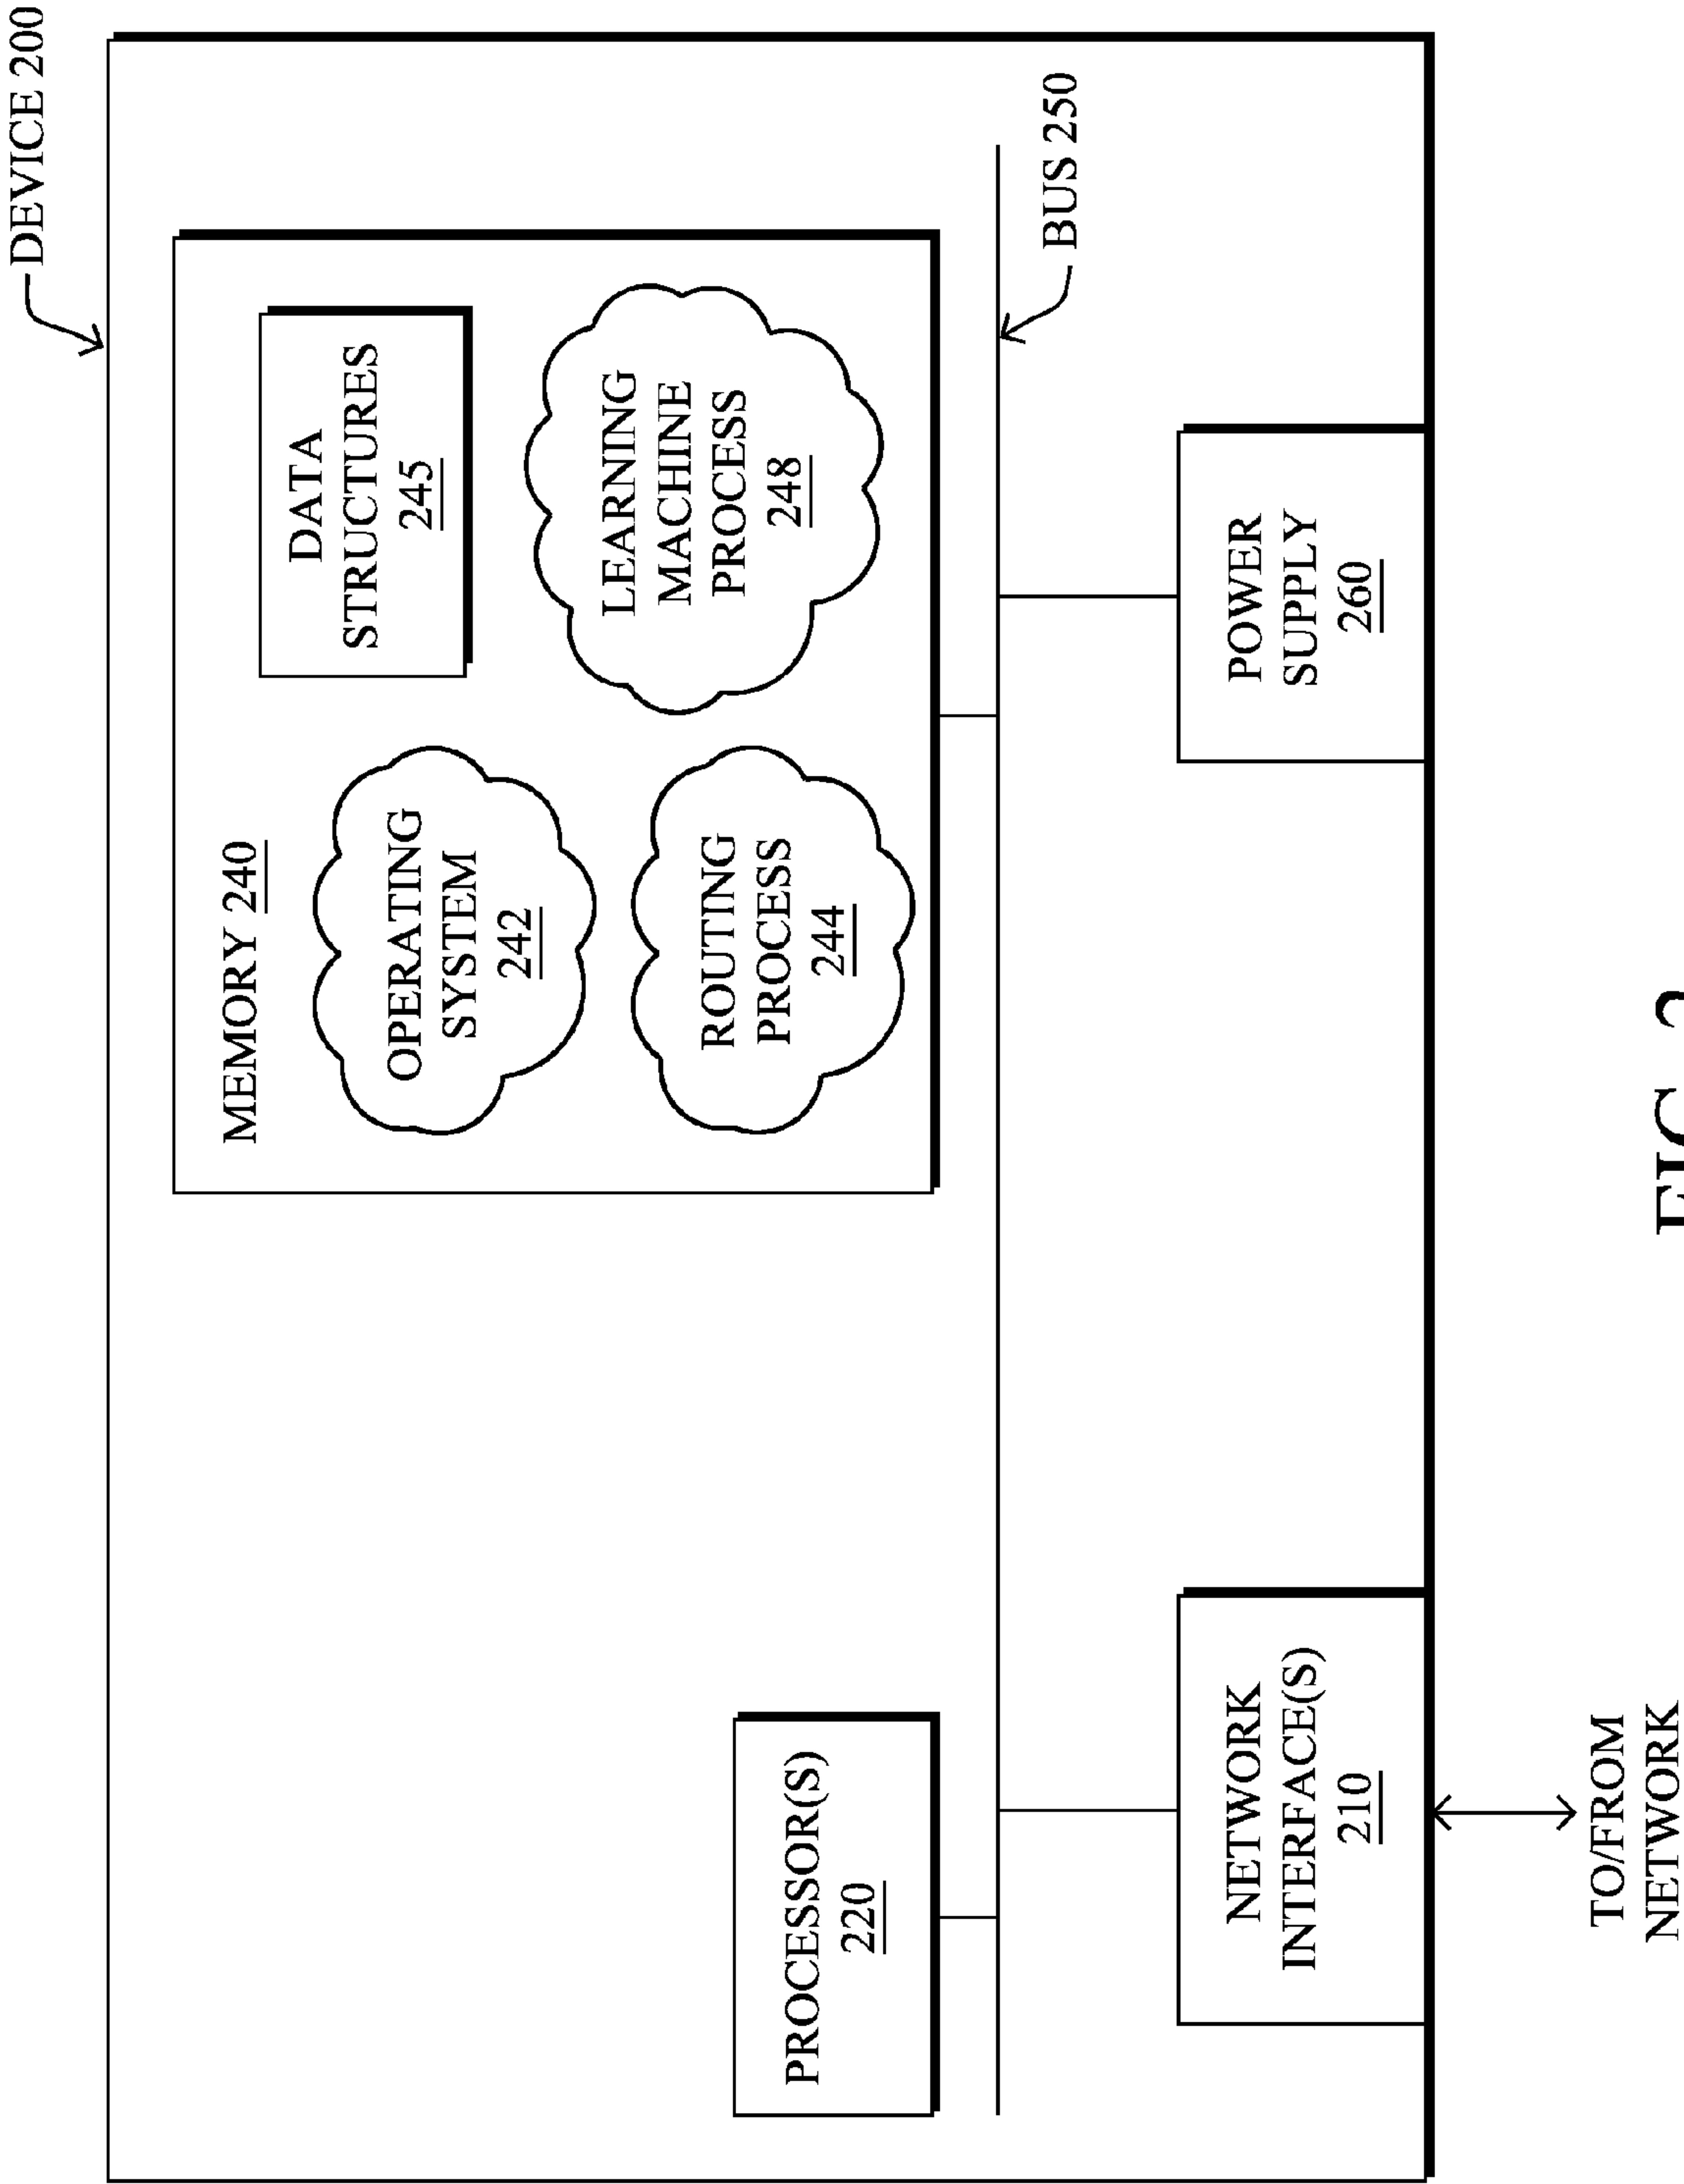 DEVICE 200
MEMORY 240
OPERATING
SYSTEM
242
DATA
STRUCTURES
245
ROUTING
PROCESS
244
LEARNING
MACHINE
PROCESS
248
PROCESSOR(S)
220
BUS 250
NETWORK
INTERFACE(S)
210
POWER
SUPPLY
260
TO/FROM
NETWORK
FIG.